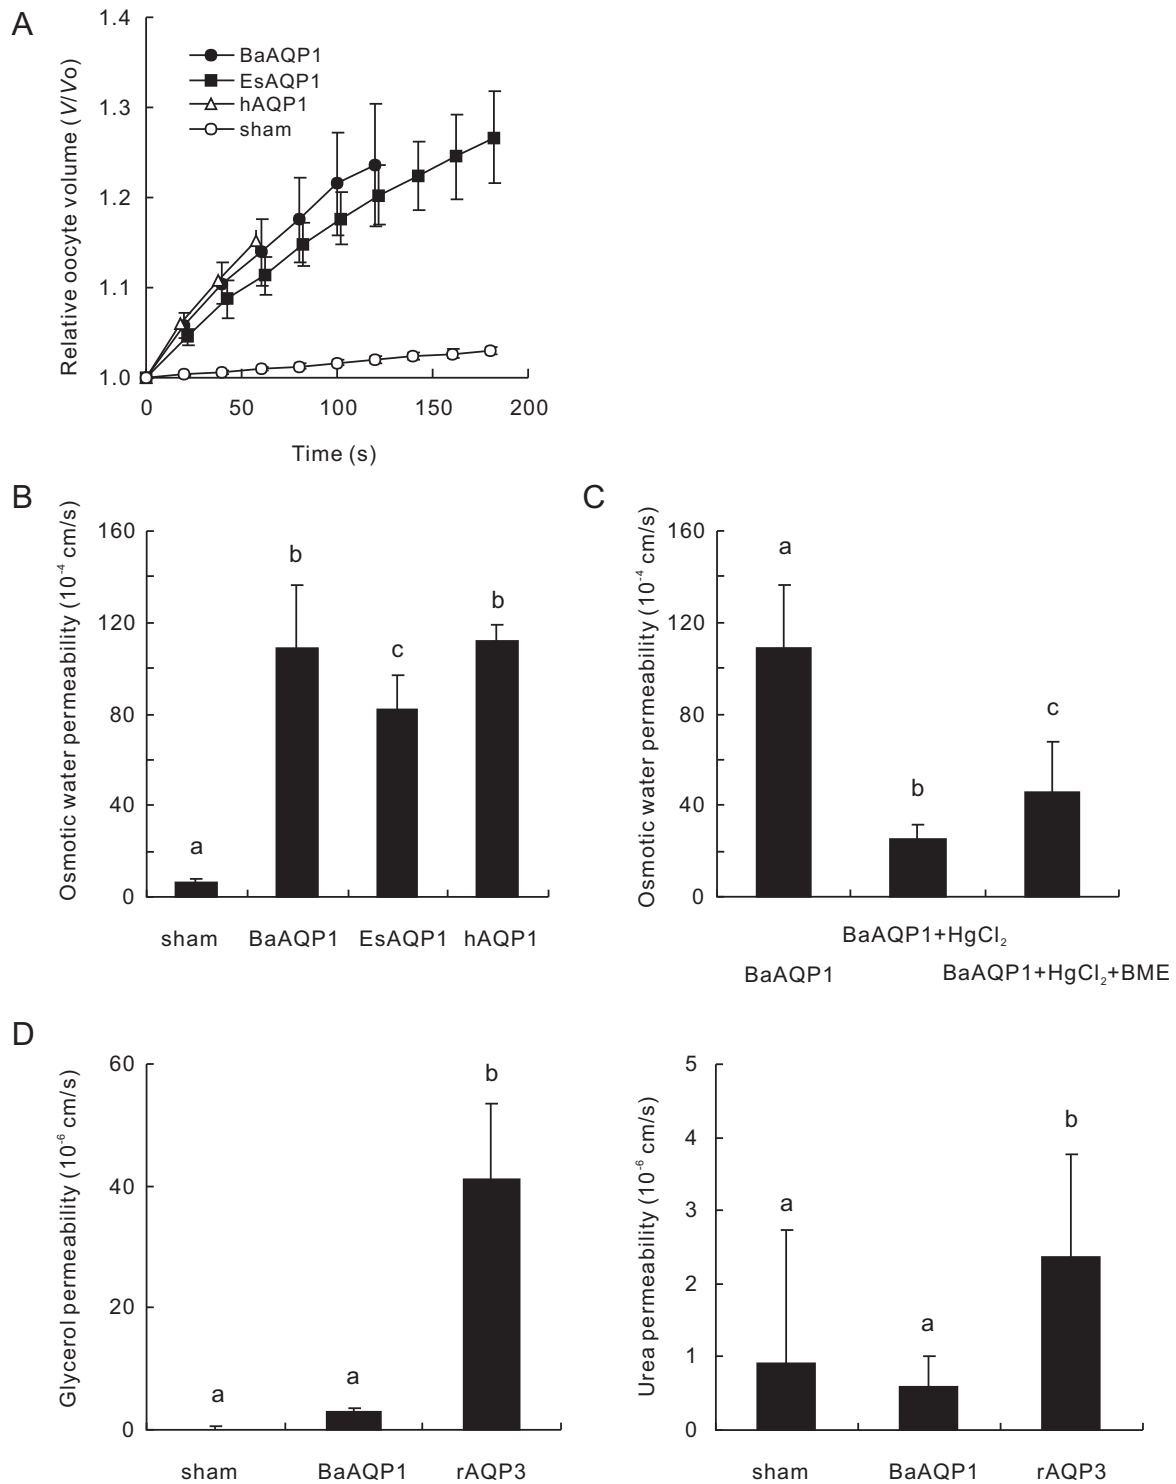 A
Relative oocyte volume (V/Vo)
1.4
1.3
1.2
1.1
1.0
BaAQP1
EsAQP1
hAQP1
sham
0 50 100 150 200
Time (s)
B
Osmotic water permeability (10⁻⁴ cm/s)
160
120
80
40
0
a
b
c
b
sham BaAQP1 EsAQP1 hAQP1
C
Osmotic water permeability (10⁻⁴ cm/s)
160
120
80
40
0
a
b
c
BaAQP1+HgCl₂
BaAQP1 BaAQP1+HgCl₂+BME
D
Glycerol permeability (10⁻⁶ cm/s)
60
40
20
0
a
a
b
sham BaAQP1 rAQP3
Urea permeability (10⁻⁶ cm/s)
5
4
3
2
1
0
a
a
b
sham BaAQP1 rAQP3